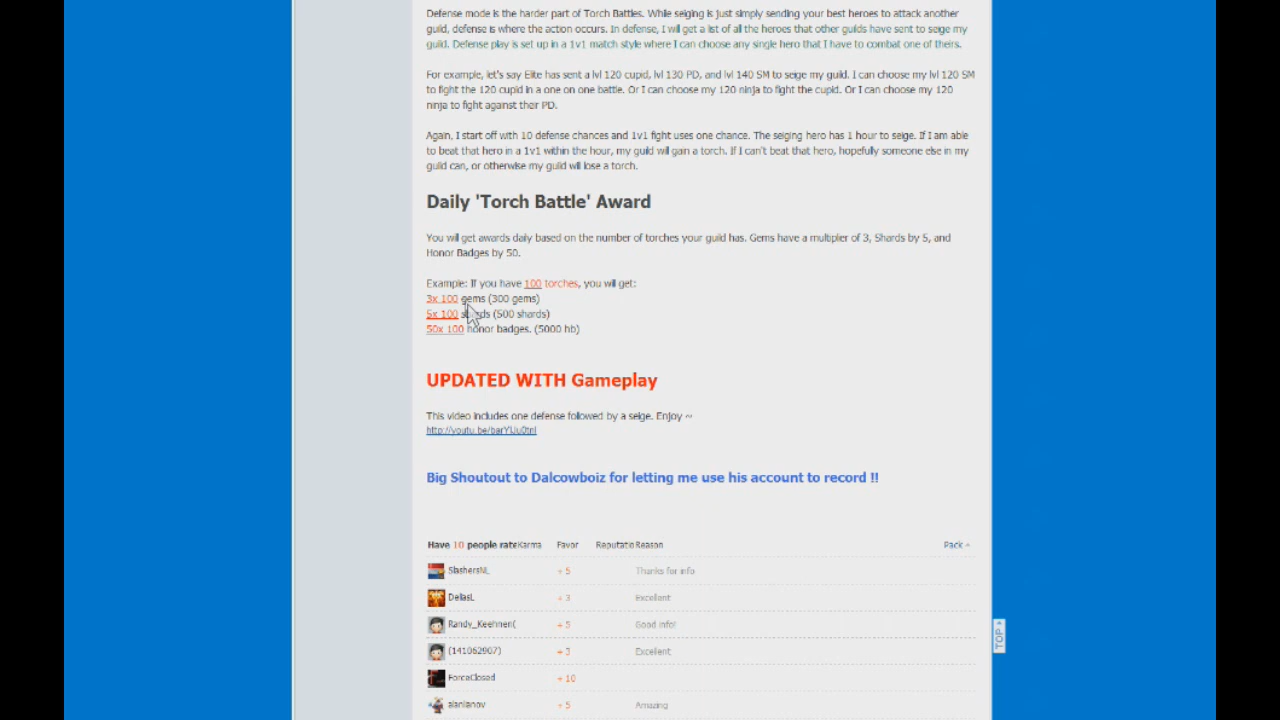 Defense mode is the harder part of Torch Battles. While seiging is just simply sending your best heroes to attack another
guild, defense is where the action occurs. In defense, I will get a list of all the heroes that other guilds have sent to seige my
guild. Defense play is set up in a 1v1 match style where I can choose any single hero that I have to combat one of theirs.
For example, let's say Elite has sent a lvl 120 cupid, lvl 130 PD, and lvl 140 SM to seige my guild. I can choose my lvl 120 SM
to fight the 120 cupid in a one on one battle. Or I can choose my 120 ninja to fight the cupid. Or I can choose my 120
ninja to fight against their PD.
Again, I start off with 10 defense chances and 1v1 fight uses one chance. The seiging hero has 1 hour to seige. If I am able
to beat that hero in a 1v1 within the hour, my guild will gain a torch. If I can't beat that hero, hopefully someone else in my
guild can, or otherwise my guild will lose a torch.
Daily 'Torch Battle' Award
You will get awards daily based on the number of torches your guild has. Gems have a multiplier of 3, Shards by 5, and
Honor Badges by 50.
Example: If you have 100 torches, you will get:
3x 100 gems (300 gems)
5x 100 shards (500 shards)
50x 100 honor badges. (5000 hb)
UPDATED WITH Gameplay
This video includes one defense followed by a seige. Enjoy ~
Big Shoutout to Dalcowboiz for letting me use his account to record !!
Have 10 people rate Karma Favor Reputatic Reason Pack
SlashersNL + 5 Thanks for info
DellasL + 3 Excellent
Randy_Keehnen( + 5 Good info!
(141062907) + 3 Excellent
ForceClosed + 10
alanlanov + 5 Amazing
TOP